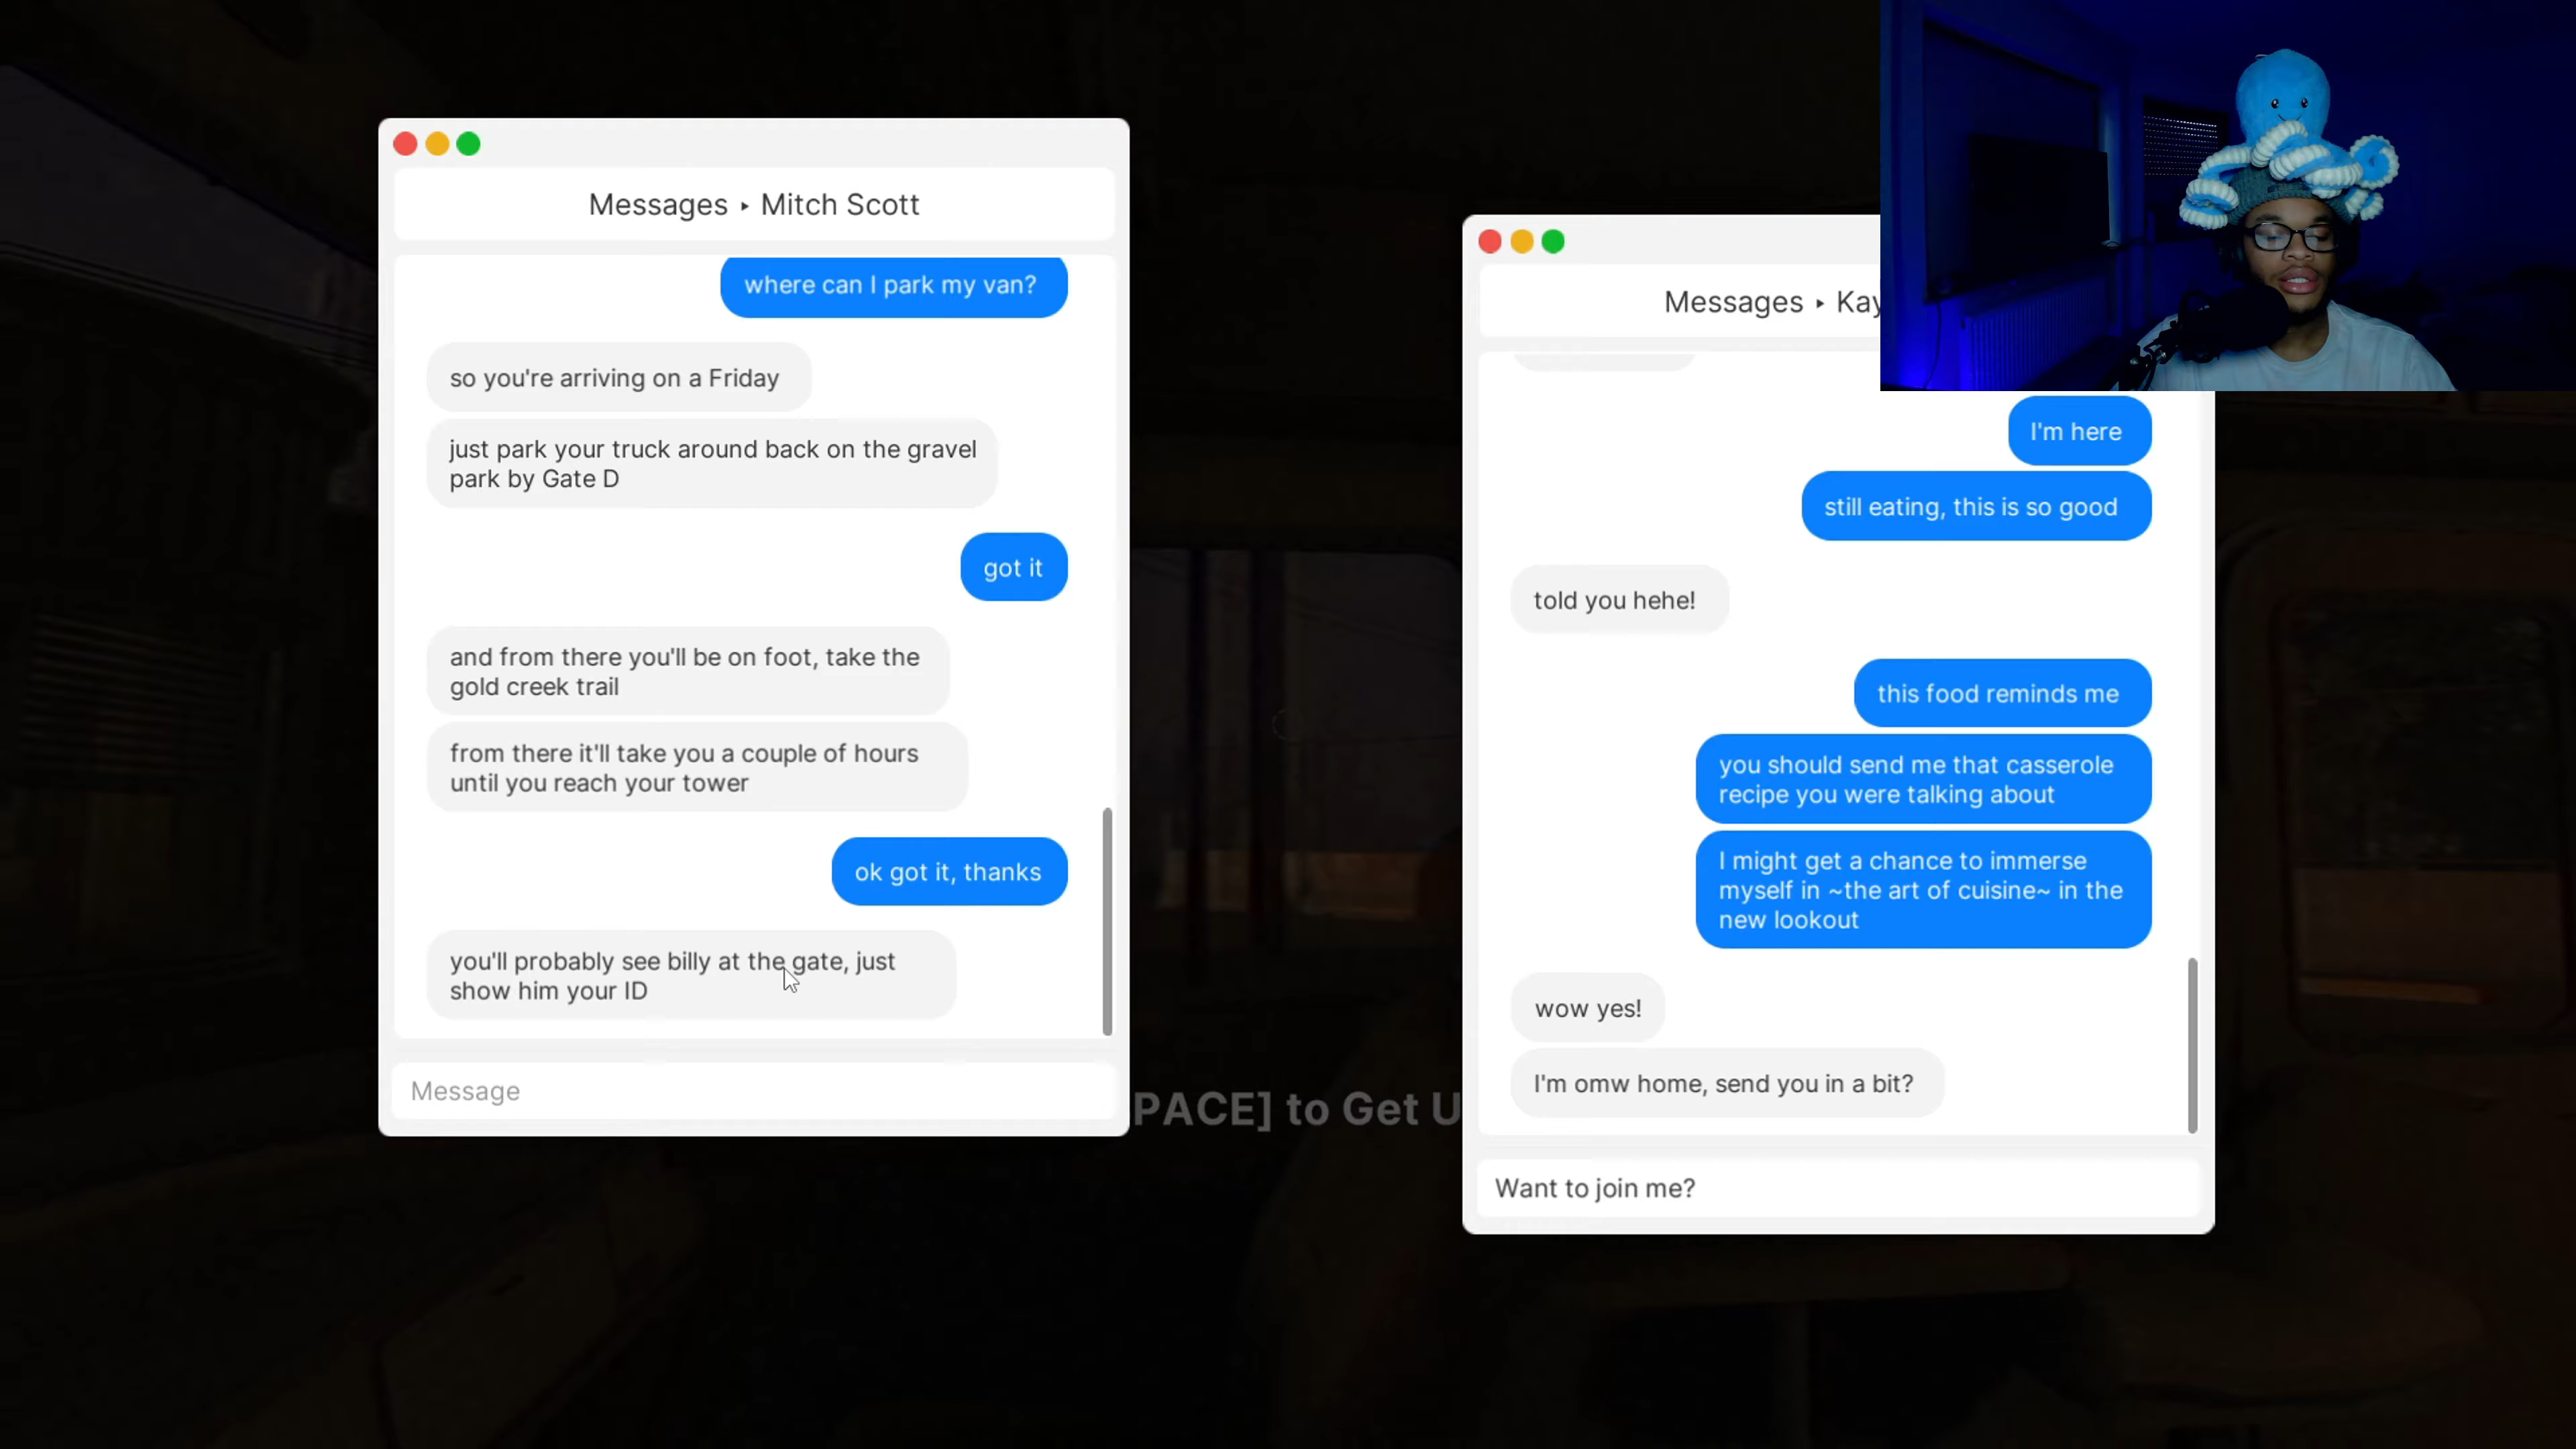 Messages ▸ Mitch Scott
where can I park my van?
so you're arriving on a Friday
just park your truck around back on the gravel
park by Gate D
got it
and from there you'll be on foot, take the
gold creek trail
from there it'll take you a couple of hours
until you reach your tower
ok got it, thanks
you'll probably see billy at the gate, just
show him your ID
Message
PACE] to Get U
Messages ▸ Kay
I'm here
still eating, this is so good
told you hehe!
this food reminds me
you should send me that casserole
recipe you were talking about
I might get a chance to immerse
myself in ~the art of cuisine~ in the
new lookout
wow yes!
I'm omw home, send you in a bit?
Want to join me?